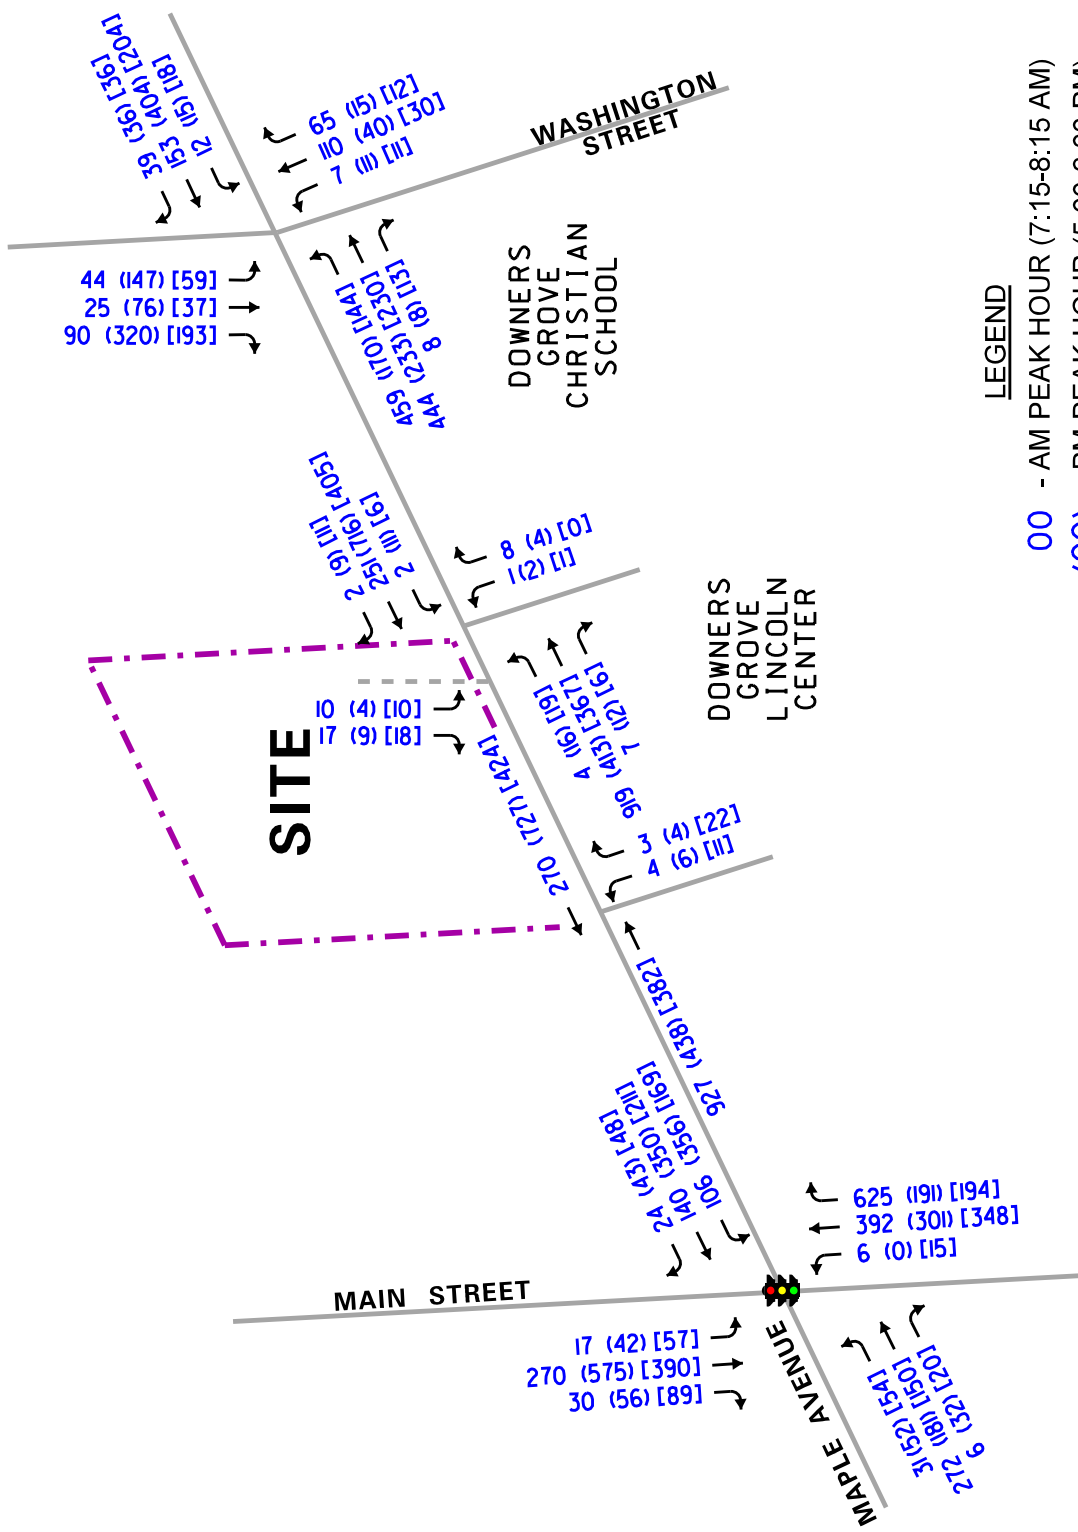 39 (36) [36]
153 (404) [204]
12 (15) [18]
65 (15) [12]
110 (40) [30]
7 (11) [11]
WASHINGTON
STREET
44 (147) [59]
25 (76) [37]
90 (320) [193]
459 (170) [144]
444 (233) [230]
8 (8) [13]
DOWNERS
GROVE
CHRISTIAN
SCHOOL
LEGEND
00 - AM PEAK HOUR (7:15-8:15 AM)
2 (9) [11]
251 (716) [405]
2 (11) [6]
8 (4) [0]
1 (2) [1]
DOWNERS
GROVE
LINCOLN
CENTER
10 (4) [10]
17 (9) [18]
SITE
4 (16) [19]
919 (413) [367]
7 (12) [6]
270 (727) [424]
3 (4) [22]
4 (6) [11]
927 (438) [382]
24 (43) [48]
140 (350) [211]
106 (356) [169]
625 (191) [194]
392 (301) [348]
6 (0) [15]
MAIN STREET
17 (42) [57]
270 (575) [390]
30 (56) [89]
MAPLE AVENUE
31 (52) [54]
272 (181) [150]
6 (32) [20]